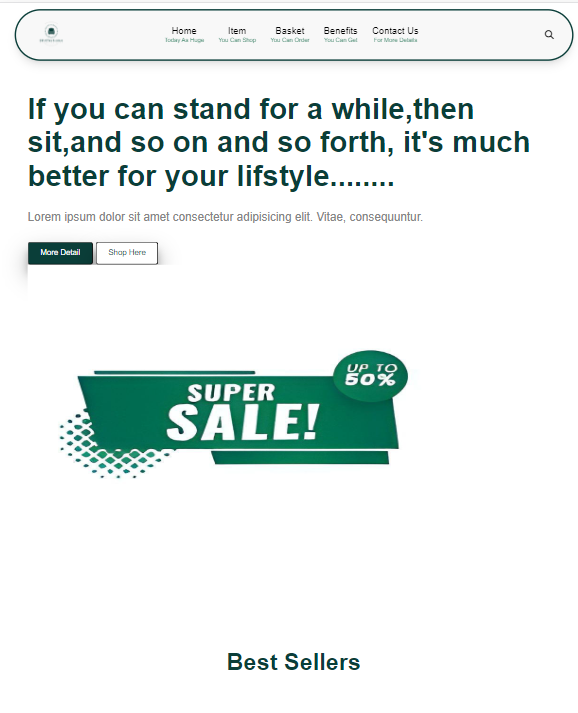 Home Item Basket Benefits Contact Us
Today As Huge You Can Shop You Can Order You Can Get For More Details
If you can stand for a while,then
sit,and so on and so forth, it's much
better for your lifstyle........
Lorem ipsum dolor sit amet consectetur adipisicing elit. Vitae, consequuntur.
More Detail Shop Here
UP TO
50%
SUPER
SALE!
Best Sellers